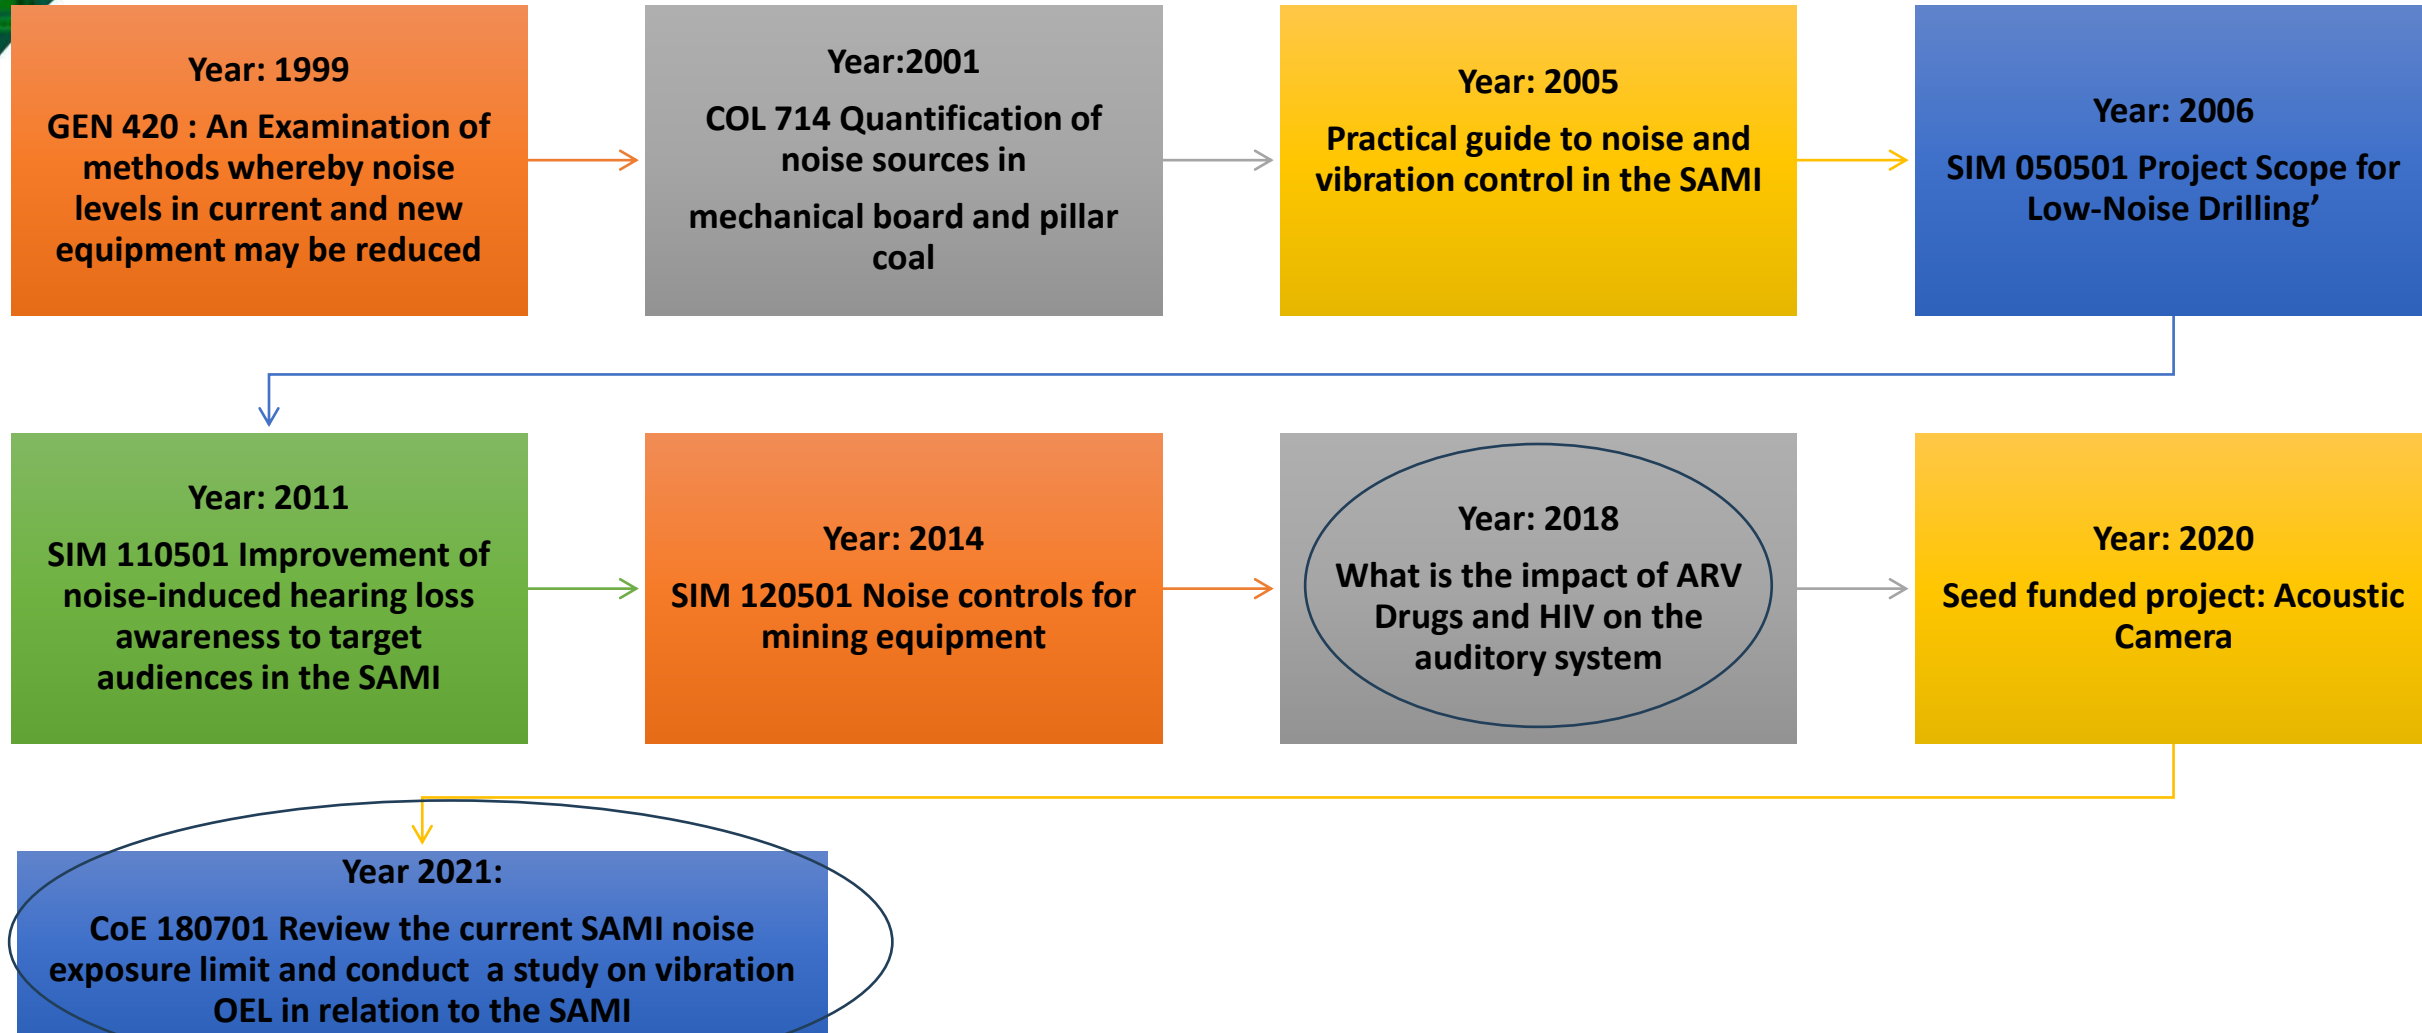 Year: 1999
GEN 420 : An Examination of
methods whereby noise
levels in current and new
equipment may be reduced
Year:2001
COL 714 Quantification of
noise sources in
mechanical board and pillar
coal
Year: 2005
Practical guide to noise and
vibration control in the SAMI
Year: 2006
SIM 050501 Project Scope for
Low-Noise Drilling’
Year: 2011
SIM 110501 Improvement of
noise-induced hearing loss
awareness to target
audiences in the SAMI
Year: 2014
SIM 120501 Noise controls for
mining equipment
Year: 2018
What is the impact of ARV
Drugs and HIV on the
auditory system
Year: 2020
Seed funded project: Acoustic
Camera
Year 2021:
CoE 180701 Review the current SAMI noise
exposure limit and conduct  a study on vibration
OEL in relation to the SAMI